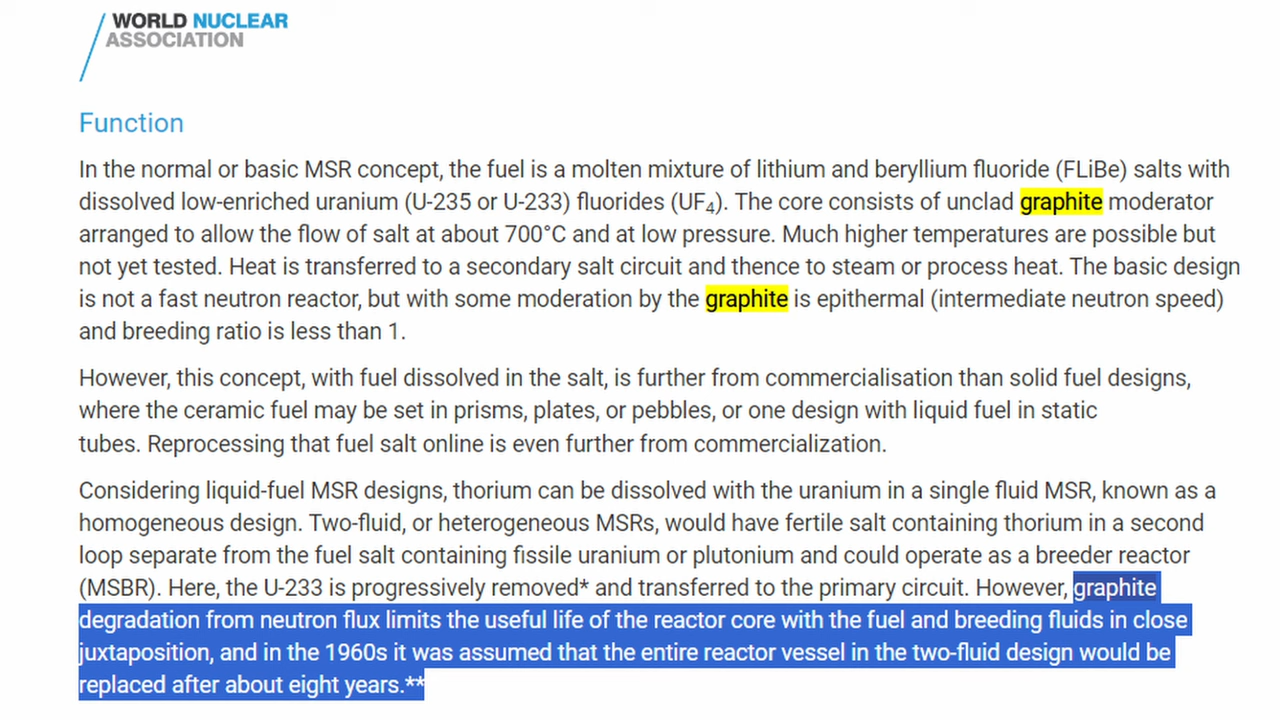 WORLD NUCLEAR
ASSOCIATION
Function
In the normal or basic MSR concept, the fuel is a molten mixture of lithium and beryllium fluoride (FLiBe) salts with
dissolved low-enriched uranium (U-235 or U-233) fluorides (UF₄). The core consists of unclad graphite moderator
arranged to allow the flow of salt at about 700°C and at low pressure. Much higher temperatures are possible but
not yet tested. Heat is transferred to a secondary salt circuit and thence to steam or process heat. The basic design
is not a fast neutron reactor, but with some moderation by the graphite is epithermal (intermediate neutron speed)
and breeding ratio is less than 1.
However, this concept, with fuel dissolved in the salt, is further from commercialisation than solid fuel designs,
where the ceramic fuel may be set in prisms, plates, or pebbles, or one design with liquid fuel in static
tubes. Reprocessing that fuel salt online is even further from commercialization.
Considering liquid-fuel MSR designs, thorium can be dissolved with the uranium in a single fluid MSR, known as a
homogeneous design. Two-fluid, or heterogeneous MSRs, would have fertile salt containing thorium in a second
loop separate from the fuel salt containing fissile uranium or plutonium and could operate as a breeder reactor
(MSBR). Here, the U-233 is progressively removed* and transferred to the primary circuit. However, graphite
degradation from neutron flux limits the useful life of the reactor core with the fuel and breeding fluids in close
juxtaposition, and in the 1960s it was assumed that the entire reactor vessel in the two-fluid design would be
replaced after about eight years.**